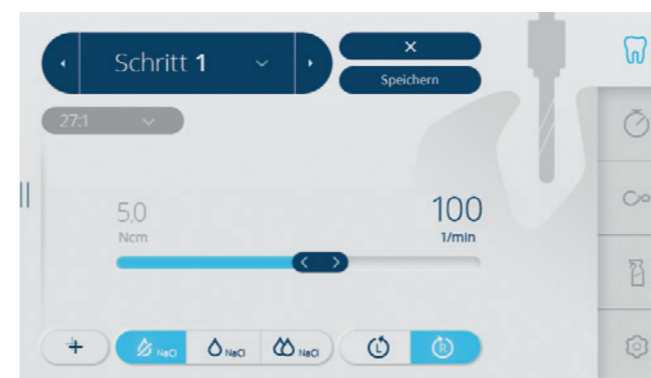 Schritt 1
×
Speichern
27:1
5,0
100
Ncm
1/min
NaCl
NaCl
NaCl
L
R